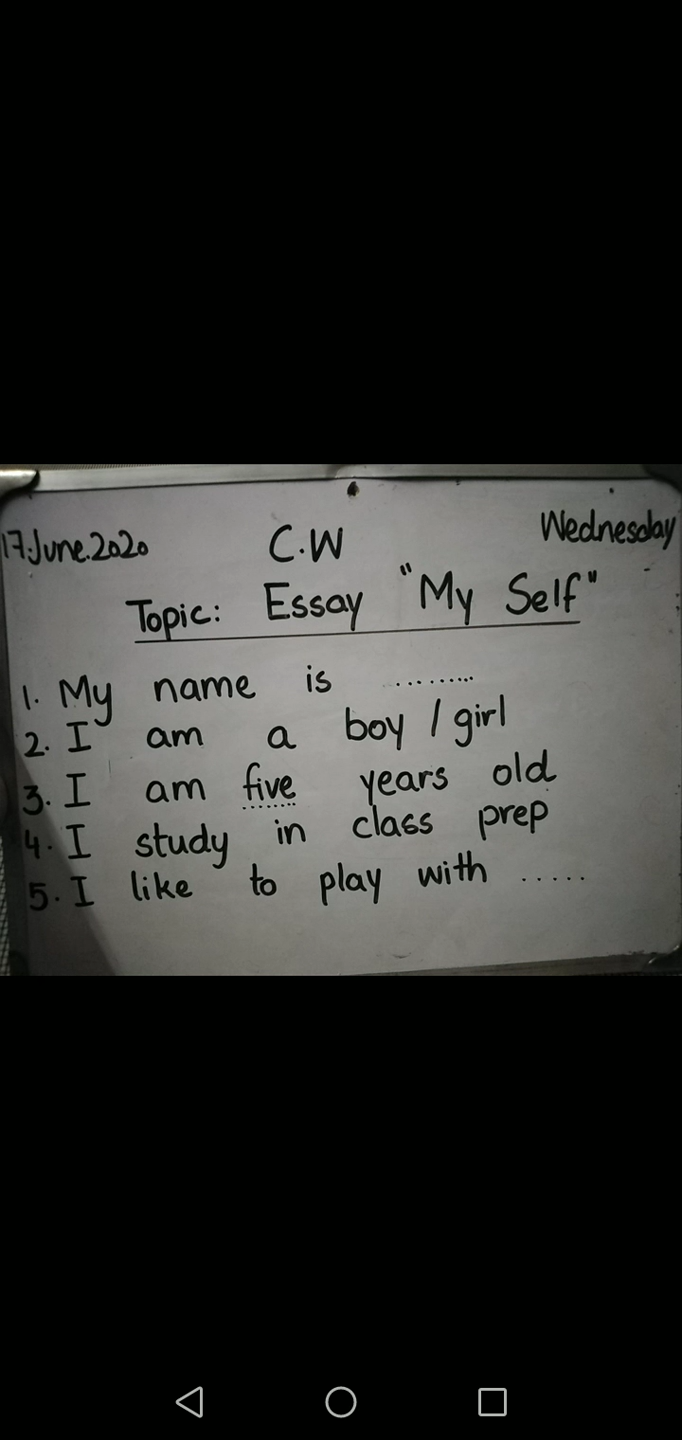 17.June.2020 C.W Wednesday
Topic: Essay "My Self"
1. My name is .........
2. I am a boy / girl
3. I am five years old
4. I study in class prep
5. I like to play with .....